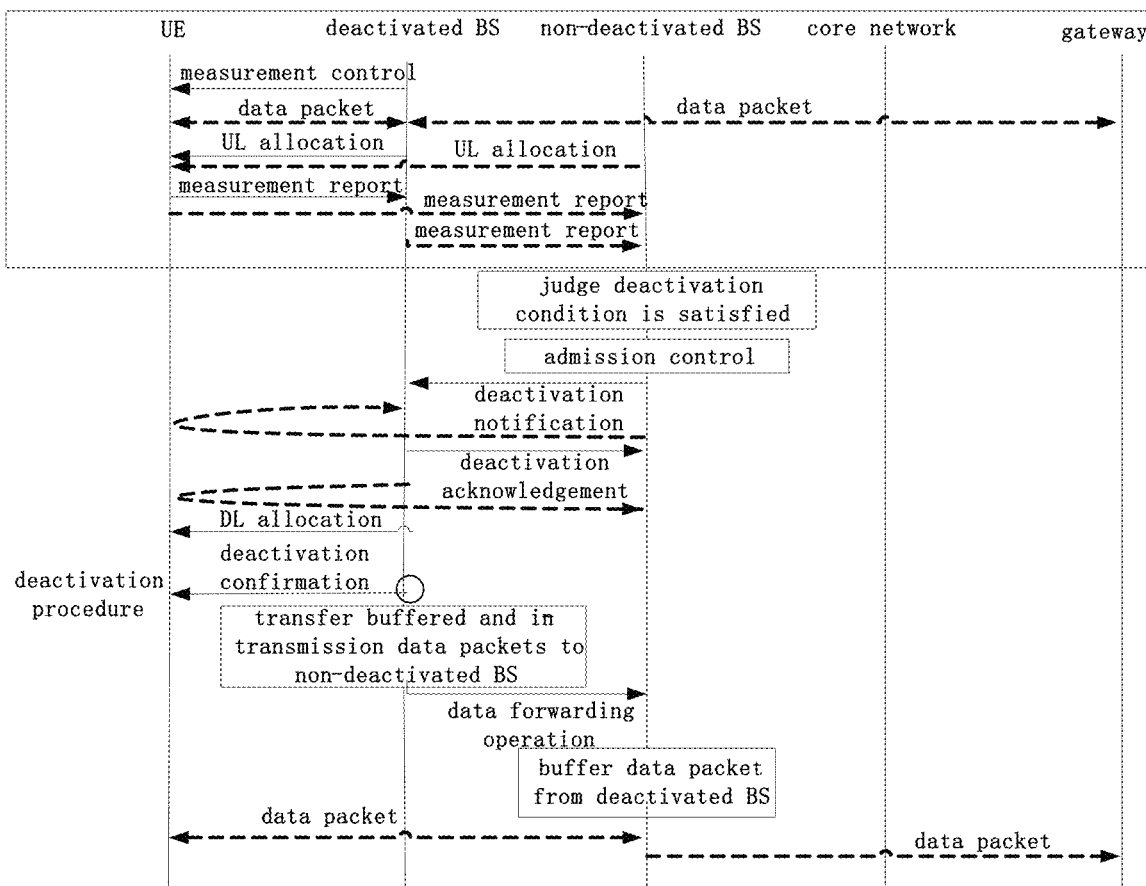 UE deactivated BS non-deactivated BS core network gateway
measurement control
data packet data packet
UL allocation UL allocation
measurement report
measurement report
measurement report
judge deactivation
condition is satisfied
admission control
deactivation
notification
deactivation
acknowledgement
DL allocation
deactivation
confirmation
deactivation
procedure
transfer buffered and in
transmission data packets to
non-deactivated BS
data forwarding
operation
buffer data packet
from deactivated BS
data packet
data packet